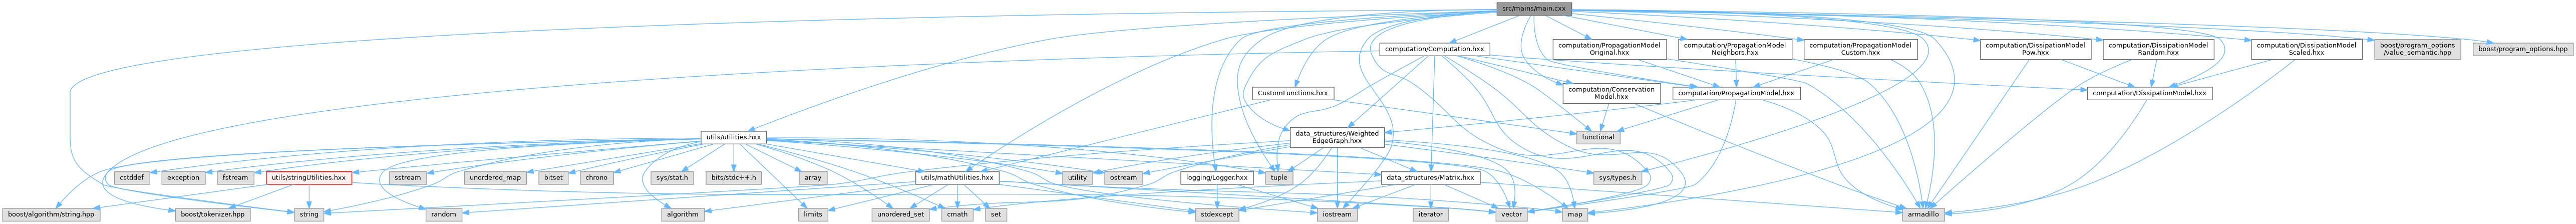 src/mains/main.cxx
computation/Computation.hxx
computation/PropagationModel
Original.hxx
computation/PropagationModel
Neighbors.hxx
computation/PropagationModel
Custom.hxx
computation/DissipationModel
Pow.hxx
computation/DissipationModel
Random.hxx
computation/DissipationModel
Scaled.hxx
boost/program_options
/value_semantic.hpp
boost/program_options.hpp
CustomFunctions.hxx
computation/Conservation
Model.hxx
computation/PropagationModel.hxx
computation/DissipationModel.hxx
utils/utilities.hxx
data_structures/Weighted
EdgeGraph.hxx
functional
cstddef
exception
fstream
utils/stringUtilities.hxx
sstream
unordered_map
bitset
chrono
sys/stat.h
bits/stdc++.h
array
utils/mathUtilities.hxx
utility
ostream
logging/Logger.hxx
tuple
data_structures/Matrix.hxx
sys/types.h
boost/algorithm/string.hpp
boost/tokenizer.hpp
string
random
algorithm
limits
unordered_set
cmath
set
stdexcept
iostream
iterator
vector
map
armadillo